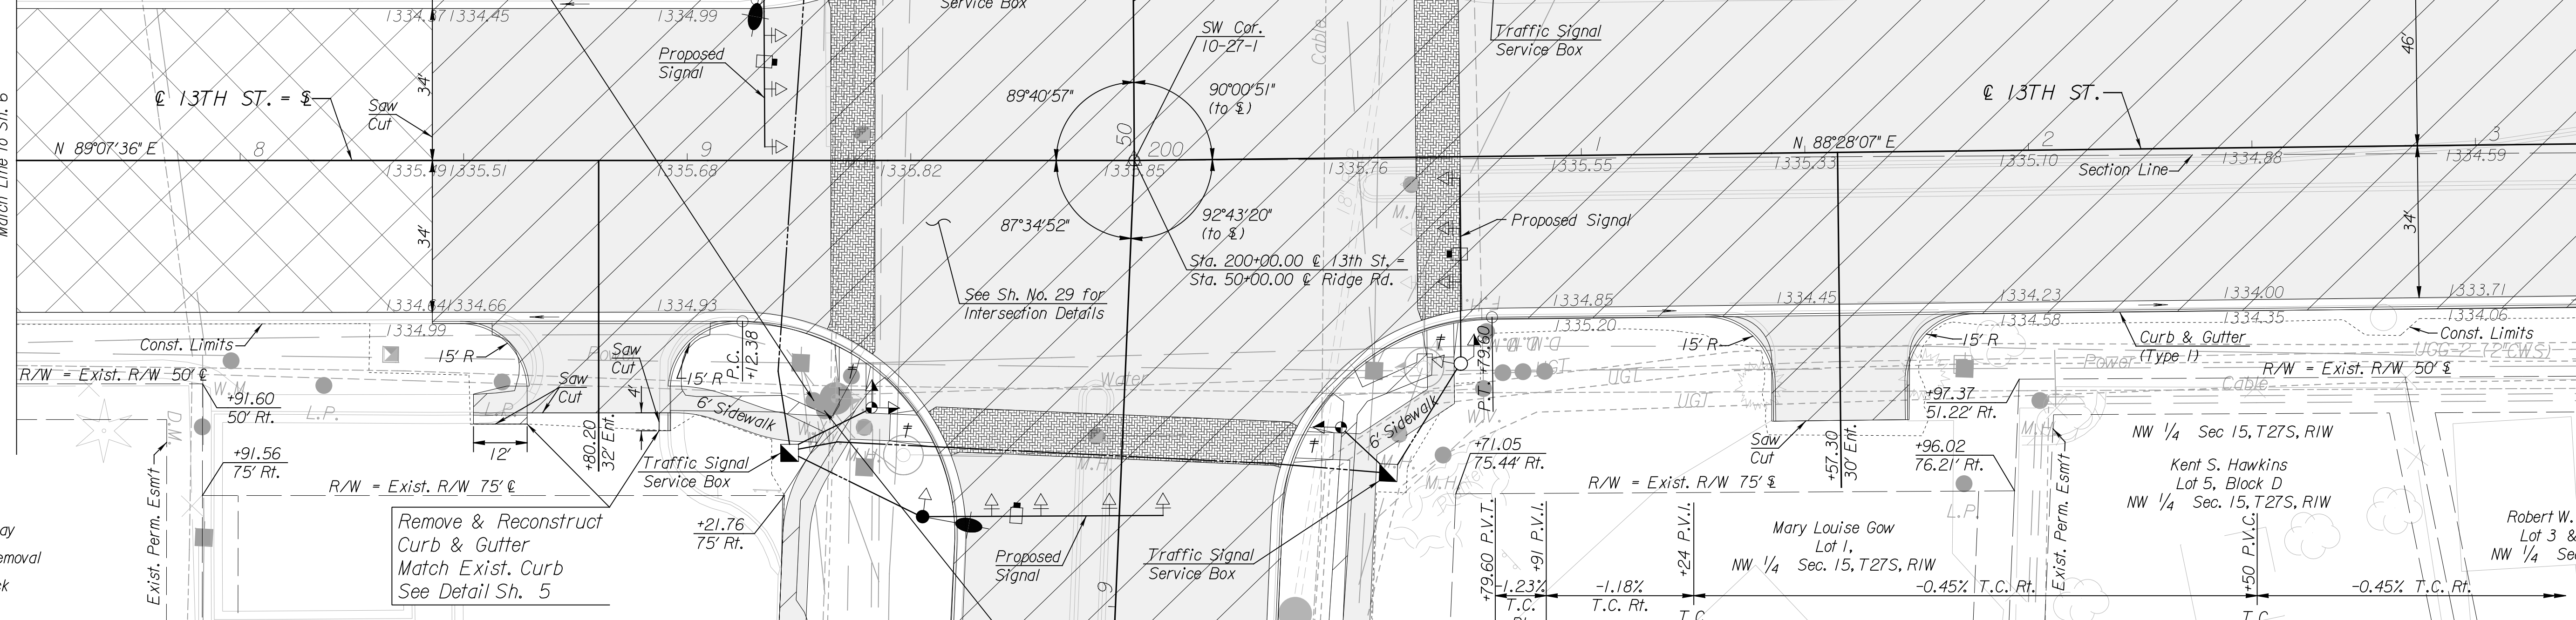 1334.45
1334.99
Service Box
SW Cor.
10-27-1
Cable
Traffic Signal
Service Box
46'
Proposed
Signal
34'
89°40'57"
90°00'51"
(to ⅊)
℄ 13TH ST. = ⅊
Saw
Cut
℄ 13TH ST.
Match Line To Sh. 6
N 89°07'36" E
8
9
50
200
1
N 88°28'07" E
2
3
1335.51
1335.68
1335.82
1335.85
1335.76
1335.55
1335.33
1335.10
Section Line
1334.88
1334.59
34'
87°34'52"
92°43'20"
(to ⅊)
Proposed Signal
34'
Sta. 200+00.00 ℄ 13th St. =
Sta. 50+00.00 ℄ Ridge Rd.
See Sh. No. 29 for
Intersection Details
1334.66
1334.93
1334.99
1334.85
1335.20
1334.45
1334.23
1334.58
1334.00
1334.35
1333.71
1334.06
Const. Limits
15' R
Saw
Cut
15' R
P.C.
+12.38
P.T. +79.60
15' R
15' R
Curb & Gutter
(Type I)
Const. Limits
R/W = Exist. R/W 50' ℄
W.M.
+91.60
50' Rt.
L.P.
L.P.
Saw
Cut
4'
6' Sidewalk
Water
UGT
UGT
Power
Cable
UGG-2 (2"CWS)
R/W = Exist. R/W 50' ⅊
D.M.
+91.56
75' Rt.
12'
+80.20
32' Ent.
Traffic Signal
Service Box
M.H.
M.H.
6' Sidewalk
W.V.
M.H.
+71.05
75.44' Rt.
Saw
Cut
+57.30
30' Ent.
+97.37
51.22' Rt.
+96.02
76.21' Rt.
M.H.
L.P.
NW 1/4 Sec 15, T27S, R1W
Kent S. Hawkins
Lot 5, Block D
NW 1/4 Sec. 15, T27S, R1W
R/W = Exist. R/W 75' ℄
R/W = Exist. R/W 75' ⅊
Exist. Perm. Esm't
Exist. Perm. Esm't
+21.76
75' Rt.
Remove & Reconstruct
Curb & Gutter
Match Exist. Curb
See Detail Sh. 5
Proposed
Signal
Traffic Signal
Service Box
9
+79.60 P.V.T.
+91 P.V.I.
+24 P.V.I.
+50 P.V.C.
Mary Louise Gow
Lot 1,
NW 1/4 Sec. 15, T27S, R1W
Robert W.
Lot 3 &
NW 1/4
-1.23%
T.C.
-1.18%
T.C. Rt.
-0.45% T.C. Rt.
-0.45% T.C. Rt.
T.C.
T.C.